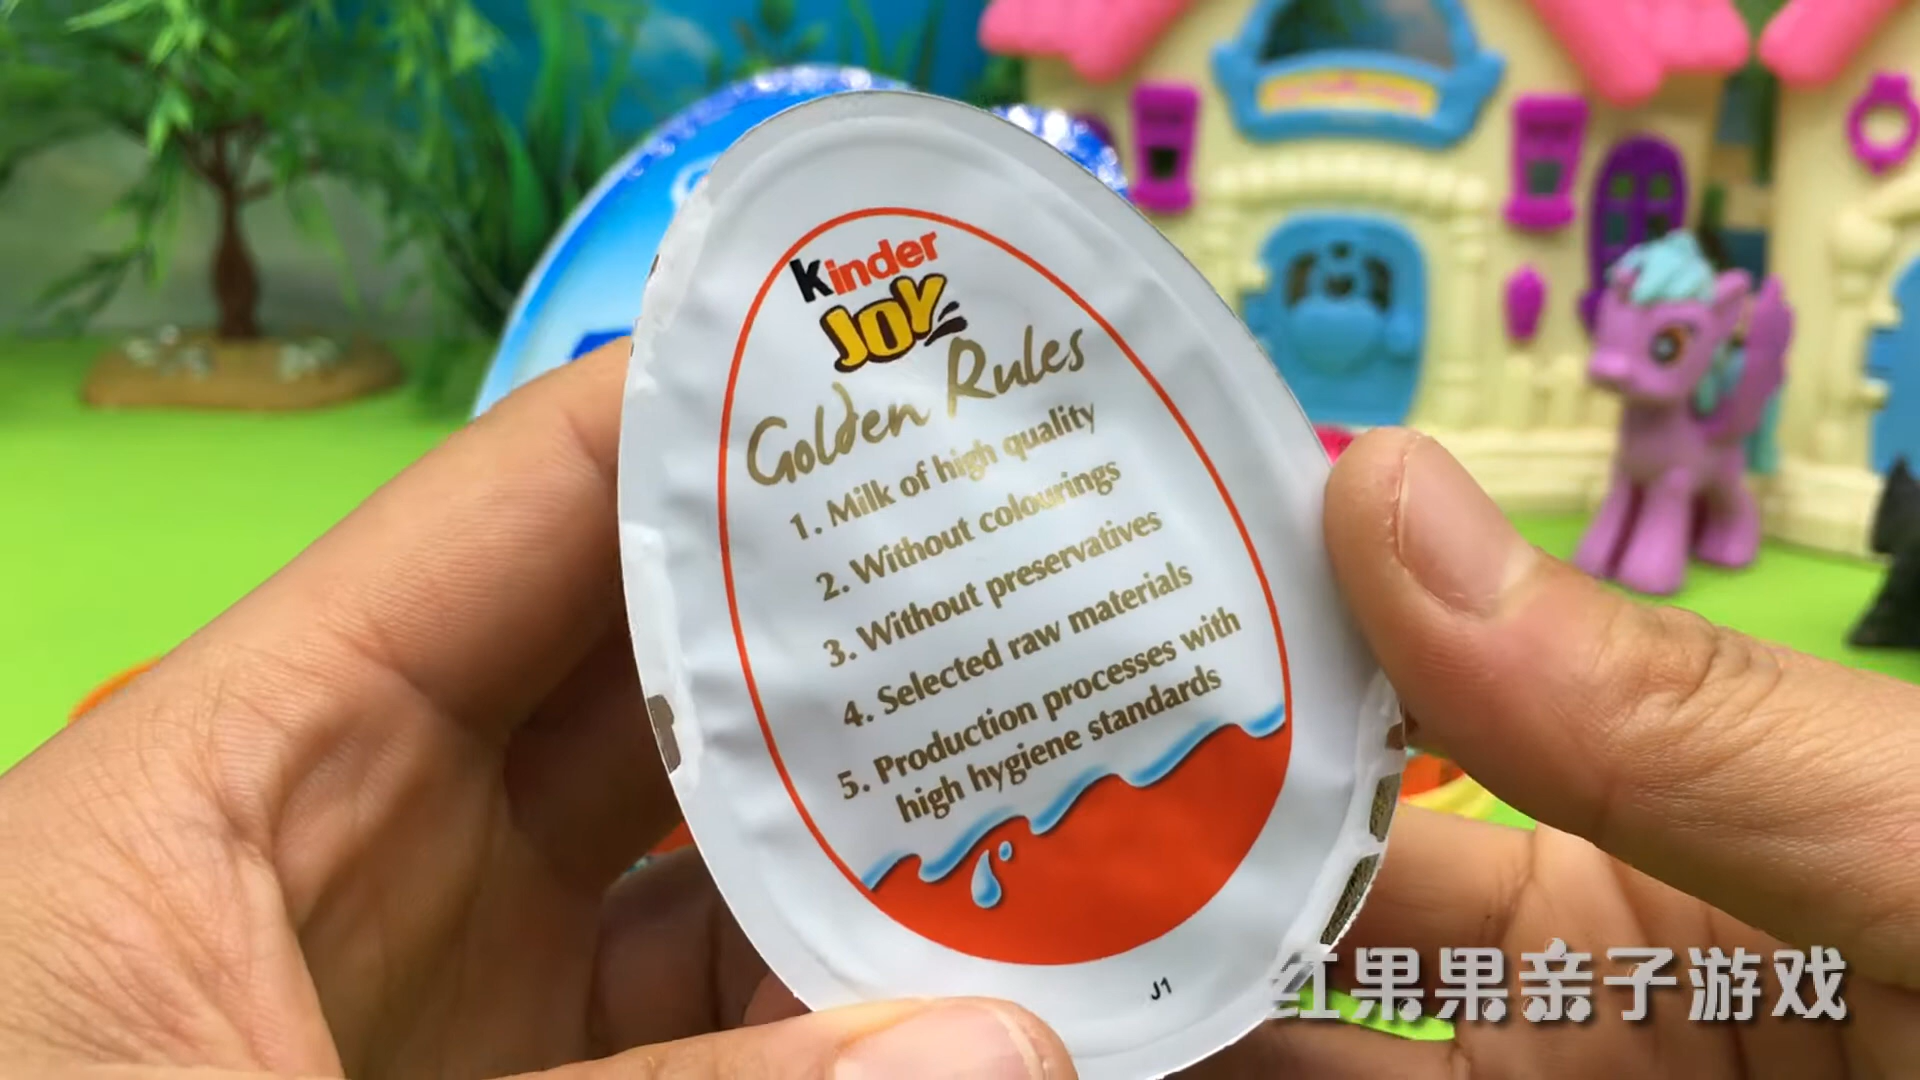 Kinder
JOY
Golden Rules
1. Milk of high quality
2. Without colourings
3. Without preservatives
4. Selected raw materials
5. Production processes with
high hygiene standards
J1
红果果亲子游戏